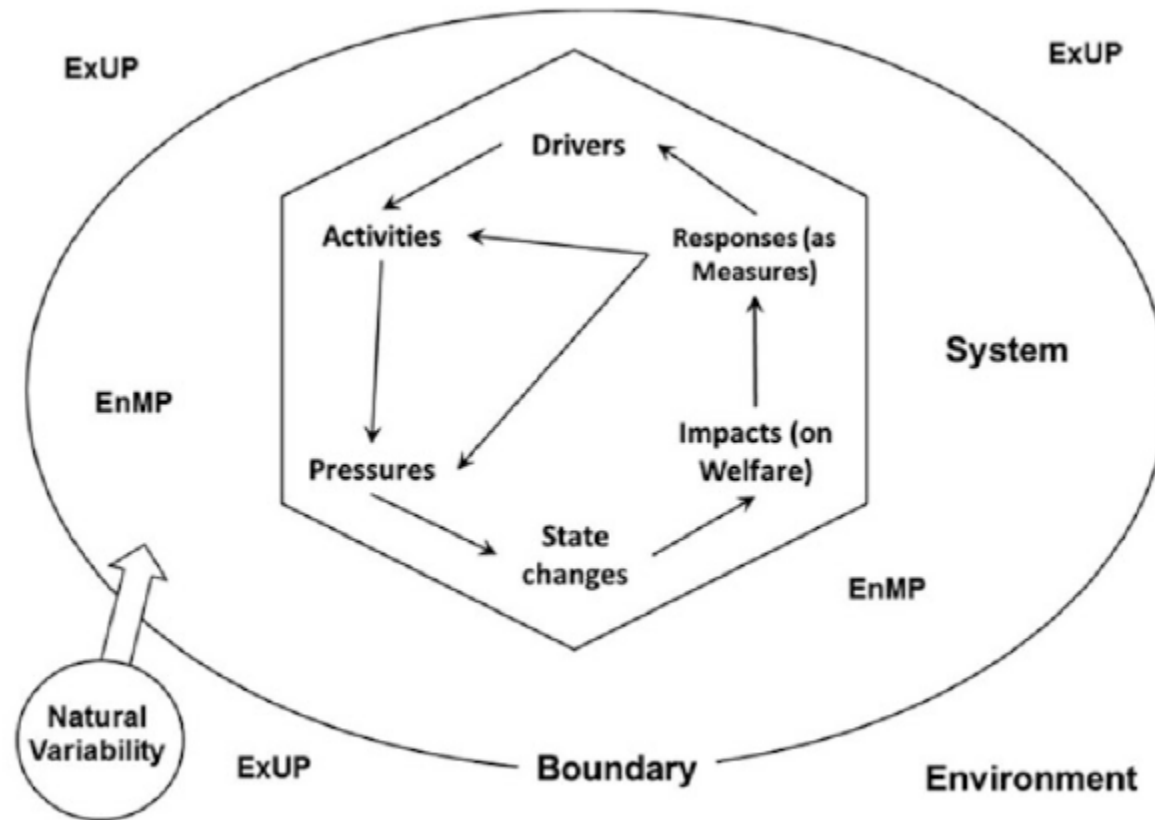 ExUP
ExUP
Drivers
Activities
Responses (as
Measures)
System
EnMP
Impacts (on
Welfare)
Pressures
State
changes
EnMP
Natural
Variability
ExUP
Boundary
Environment